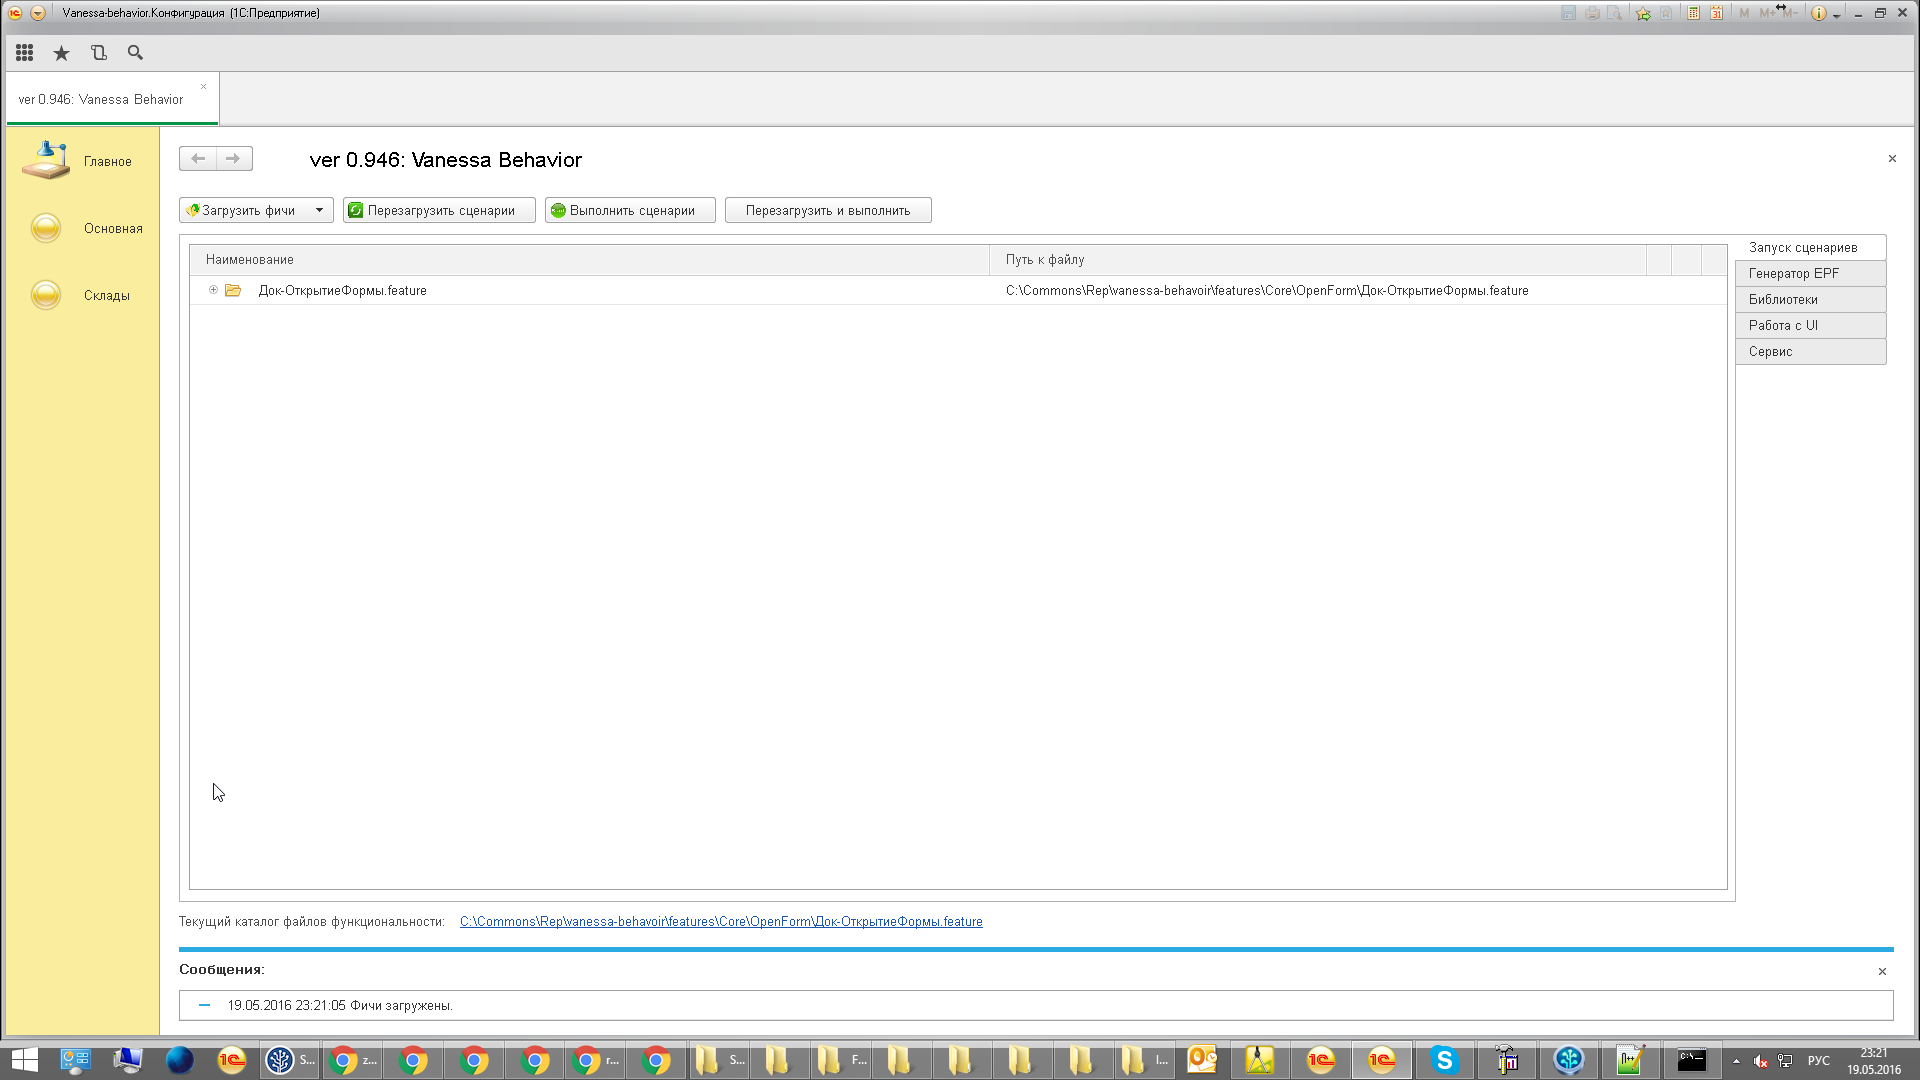 Vanessa-behavior.Конфигурация (1С:Предприятие)
M M+ M-
ver 0.946: Vanessa Behavior
Главное
Основная
Склады
ver 0.946: Vanessa Behavior
Загрузить фичи
Перезагрузить сценарии
Выполнить сценарии
Перезагрузить и выполнить
Наименование Путь к файлу
Док-ОткрытиеФормы.feature C:\Commons\Rep\vanessa-behavoir\features\Core\OpenForm\Док-ОткрытиеФормы.feature
Запуск сценариев
Генератор EPF
Библиотеки
Работа с UI
Сервис
Текущий каталог файлов функциональности: C:\Commons\Rep\vanessa-behavoir\features\Core\OpenForm\Док-ОткрытиеФормы.feature
Сообщения:
19.05.2016 23:21:05 Фичи загружены.
S... z... r... S... F... I... РУС 23:21
19.05.2016